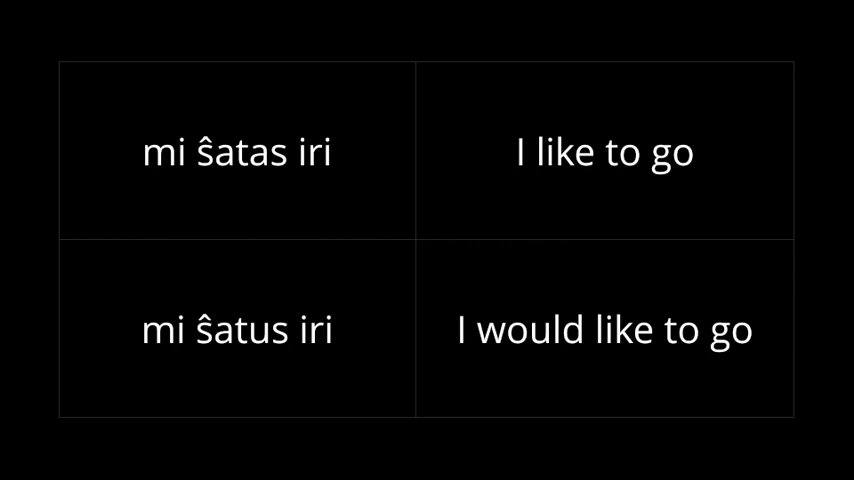 mi ŝatas iri
I like to go
mi ŝatus iri
I would like to go